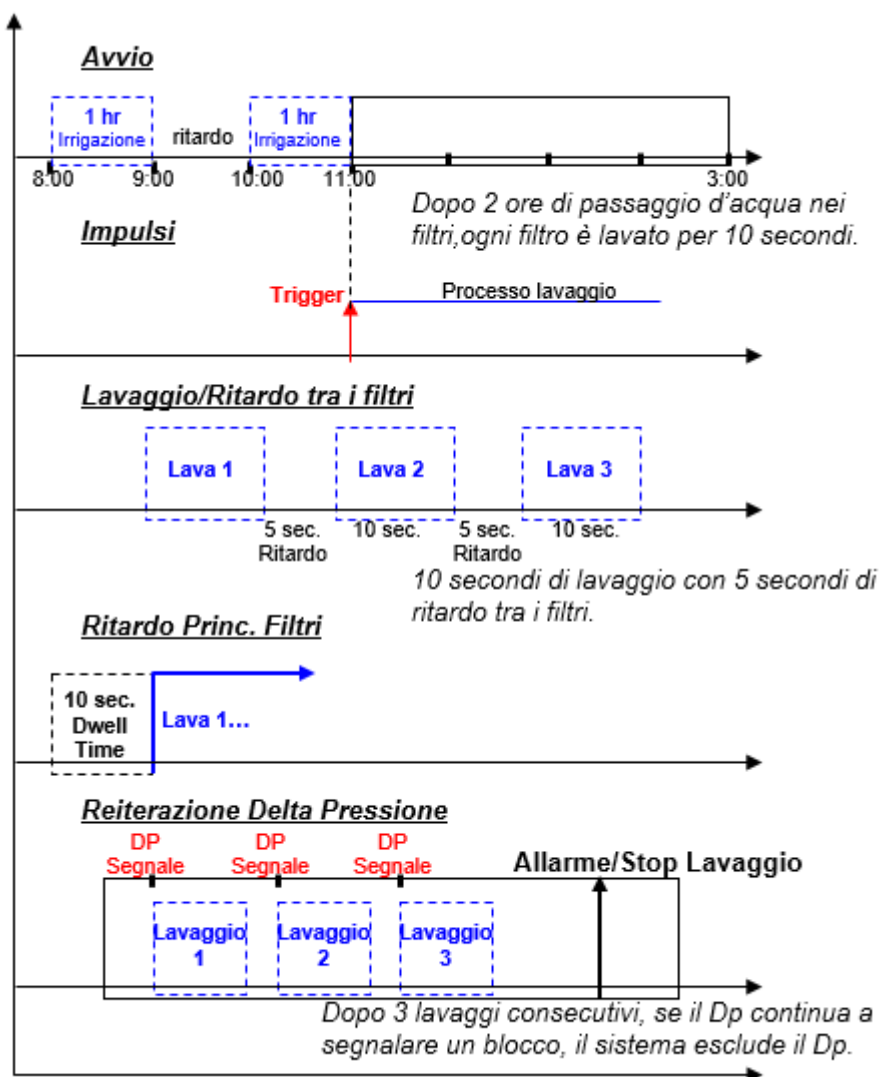 Avvio
1 hr
Irrigazione
ritardo
1 hr
Irrigazione
8:00
9:00
10:00
11:00
3:00
Dopo 2 ore di passaggio d'acqua nei
filtri,ogni filtro è lavato per 10 secondi.
Impulsi
Trigger
Processo lavaggio
Lavaggio/Ritardo tra i filtri
Lava 1
Lava 2
Lava 3
5 sec.
Ritardo
10 sec.
5 sec.
Ritardo
10 sec.
10 secondi di lavaggio con 5 secondi di
ritardo tra i filtri.
Ritardo Princ. Filtri
10 sec.
Dwell
Time
Lava 1...
Reiterazione Delta Pressione
DP
Segnale
DP
Segnale
DP
Segnale
Allarme/Stop Lavaggio
Lavaggio
1
Lavaggio
2
Lavaggio
3
Dopo 3 lavaggi consecutivi, se il Dp continua a
segnalare un blocco, il sistema esclude il Dp.